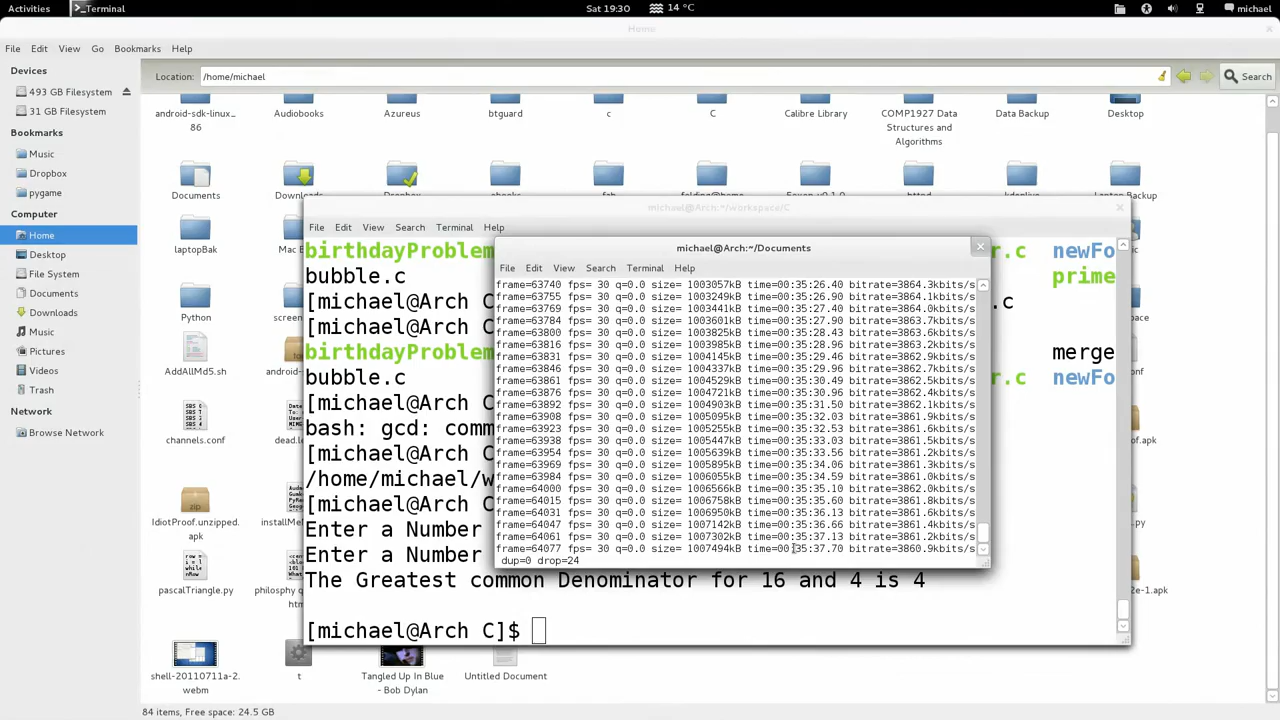 Activities
Terminal
Sat 19:30
14 °C
michael
Home
File Edit View Go Bookmarks Help
Devices
493 GB Filesystem
31 GB Filesystem
Bookmarks
Music
Dropbox
pygame
Computer
Home
Desktop
File System
Documents
Downloads
Music
Pictures
Videos
Trash
Network
Browse Network
Location: /home/michael
Search
android-sdk-linux_
86
Audiobooks
Azureus
btguard
c
C
Calibre Library
COMP1927 Data
Structures and
Algorithms
Data Backup
Desktop
Documents
Downloads
Dropbox
ebooks
Laptop Backup
laptopBak
Python
AddAllMd5.sh
channels.conf
IdiotProof.unzipped.
apk
pascalTriangle.py
shell-20110711a-2.
webm
t
Tangled Up In Blue
- Bob Dylan
Untitled Document
84 items, Free space: 24.5 GB
michael@Arch:~/workspace/C
File Edit View Search Terminal Help
birthdayProblem
bubble.c
[michael@Arch C
[michael@Arch C
birthdayProblem
bubble.c
[michael@Arch C
bash: gcd: comm
[michael@Arch C
/home/michael/w
[michael@Arch C
Enter a Number
Enter a Number
The Greatest common Denominator for 16 and 4 is 4
[michael@Arch C]$
r.c newFo
prime
.c
merge
r.c newFo
michael@Arch:~/Documents
File Edit View Search Terminal Help
frame=63740 fps= 30 q=0.0 size= 1003057kB time=00:35:26.40 bitrate=3864.3kbits/s
frame=63755 fps= 30 q=0.0 size= 1003249kB time=00:35:26.90 bitrate=3864.1kbits/s
frame=63769 fps= 30 q=0.0 size= 1003441kB time=00:35:27.40 bitrate=3864.0kbits/s
frame=63784 fps= 30 q=0.0 size= 1003601kB time=00:35:27.90 bitrate=3863.7kbits/s
frame=63800 fps= 30 q=0.0 size= 1003825kB time=00:35:28.43 bitrate=3863.6kbits/s
frame=63816 fps= 30 q=0.0 size= 1003985kB time=00:35:28.96 bitrate=3863.2kbits/s
frame=63831 fps= 30 q=0.0 size= 1004145kB time=00:35:29.46 bitrate=3862.9kbits/s
frame=63846 fps= 30 q=0.0 size= 1004337kB time=00:35:29.96 bitrate=3862.7kbits/s
frame=63861 fps= 30 q=0.0 size= 1004529kB time=00:35:30.49 bitrate=3862.5kbits/s
frame=63876 fps= 30 q=0.0 size= 1004721kB time=00:35:30.96 bitrate=3862.4kbits/s
frame=63892 fps= 30 q=0.0 size= 1004903kB time=00:35:31.50 bitrate=3862.1kbits/s
frame=63908 fps= 30 q=0.0 size= 1005095kB time=00:35:32.03 bitrate=3861.9kbits/s
frame=63923 fps= 30 q=0.0 size= 1005255kB time=00:35:32.53 bitrate=3861.6kbits/s
frame=63938 fps= 30 q=0.0 size= 1005447kB time=00:35:33.03 bitrate=3861.5kbits/s
frame=63954 fps= 30 q=0.0 size= 1005639kB time=00:35:33.56 bitrate=3861.2kbits/s
frame=63969 fps= 30 q=0.0 size= 1005895kB time=00:35:34.06 bitrate=3861.3kbits/s
frame=63984 fps= 30 q=0.0 size= 1006055kB time=00:35:34.59 bitrate=3861.0kbits/s
frame=64000 fps= 30 q=0.0 size= 1006566kB time=00:35:35.10 bitrate=3862.0kbits/s
frame=64015 fps= 30 q=0.0 size= 1006758kB time=00:35:35.60 bitrate=3861.8kbits/s
frame=64031 fps= 30 q=0.0 size= 1006950kB time=00:35:36.13 bitrate=3861.6kbits/s
frame=64047 fps= 30 q=0.0 size= 1007142kB time=00:35:36.66 bitrate=3861.4kbits/s
frame=64061 fps= 30 q=0.0 size= 1007302kB time=00:35:37.13 bitrate=3861.2kbits/s
frame=64077 fps= 30 q=0.0 size= 1007494kB time=00:35:37.70 bitrate=3860.9kbits/s
dup=0 drop=24